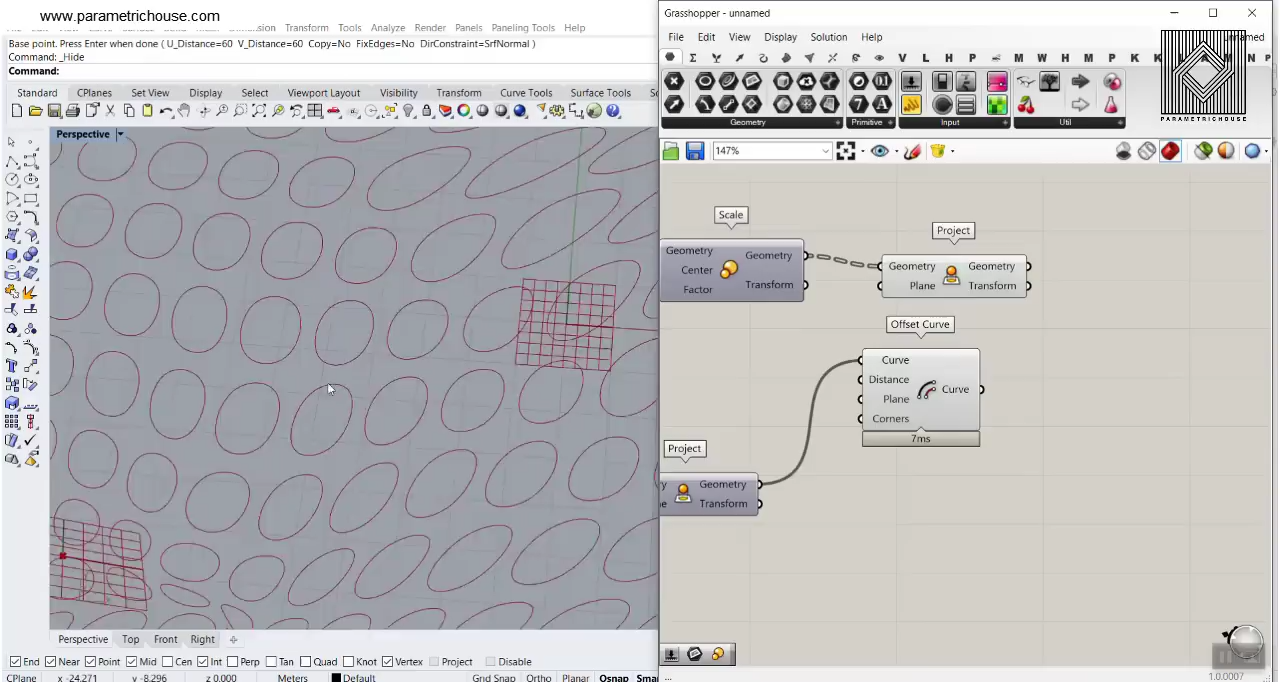 www.parametrichouse.com
Transform Tools Analyze Render Panels Paneling Tools Help
Base point. Press Enter when done ( U_Distance=60 V_Distance=60 Copy=No FixEdges=No DirConstraint=SrfNormal )
Command: _Hide
Command:
Standard CPlanes Set View Display Select Viewport Layout Visibility Transform Curve Tools Surface Tools
Perspective
Perspective Top Front Right
End Near Point Mid Cen Int Perp Tan Quad Knot Vertex Project Disable
CPlane x -24.271 y -8.296 z 0.000 Meters Default Grid Snap Ortho Planar Osnap
Grasshopper - unnamed
File Edit View Display Solution Help
V L H P M W H M P K K N P
PARAMETRICHOUSE
Geometry Primitive Input Util
147%
Scale
Geometry
Center
Factor
Geometry
Transform
Project
Geometry
Plane
Geometry
Transform
Offset Curve
Curve
Distance
Plane
Corners
Curve
7ms
Project
Geometry
Transform
...
1.0.0007